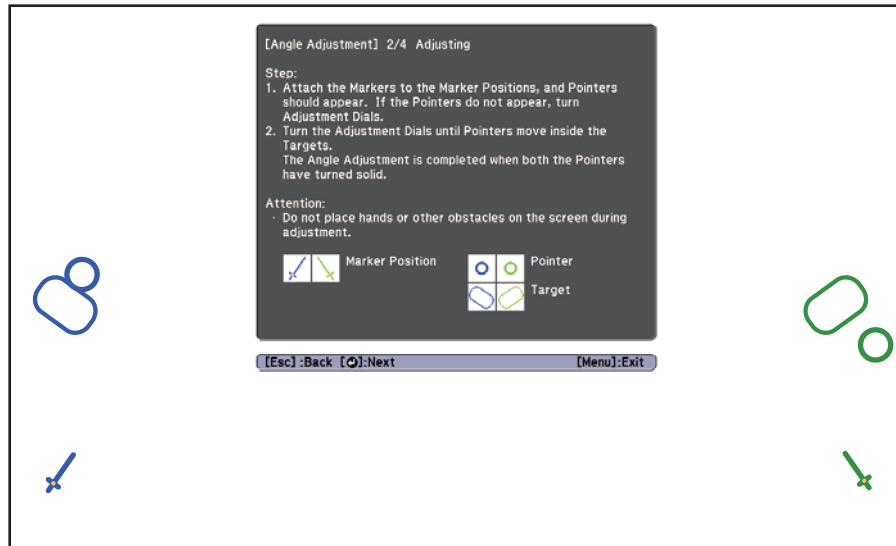 [Angle Adjustment] 2/4 Adjusting
Step:
1. Attach the Markers to the Marker Positions, and Pointers
should appear. If the Pointers do not appear, turn
Adjustment Dials.
2. Turn the Adjustment Dials until Pointers move inside the
Targets.
The Angle Adjustment is completed when both the Pointers
have turned solid.
Attention:
· Do not place hands or other obstacles on the screen during
adjustment.
Marker Position
Pointer
Target
[Esc] :Back [⏎]:Next [Menu]:Exit